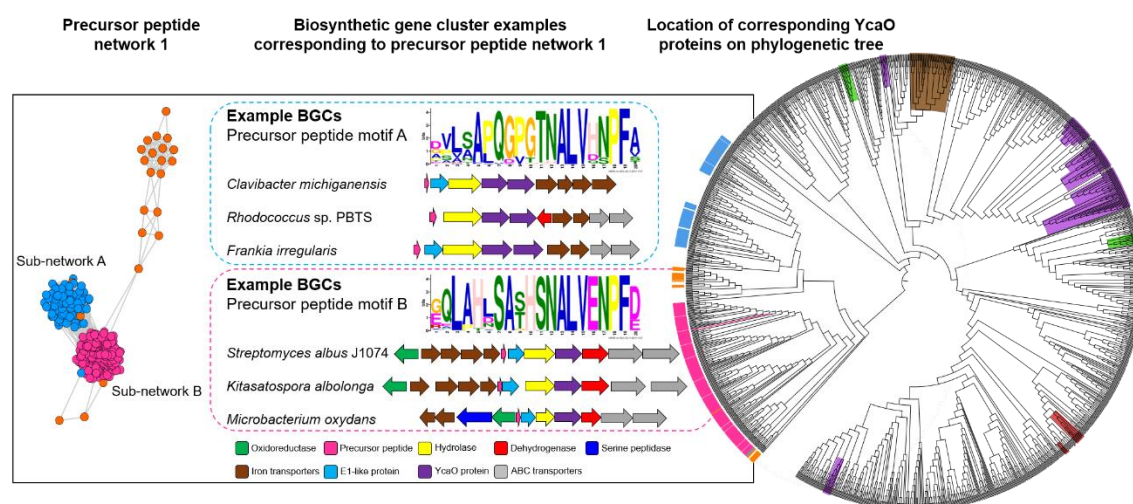 Precursor peptide
network 1
Biosynthetic gene cluster examples
corresponding to precursor peptide network 1
Location of corresponding YcaO
proteins on phylogenetic tree
Sub-network A
Sub-network B
Example BGCs
Precursor peptide motif A
Clavibacter michiganensis
Rhodococcus sp. PBTS
Frankia irregularis
Example BGCs
Precursor peptide motif B
Streptomyces albus J1074
Kitasatospora albolonga
Microbacterium oxydans
Oxidoreductase
Precursor peptide
Hydrolase
Dehydrogenase
Serine peptidase
Iron transporters
E1-like protein
YcaO protein
ABC transporters